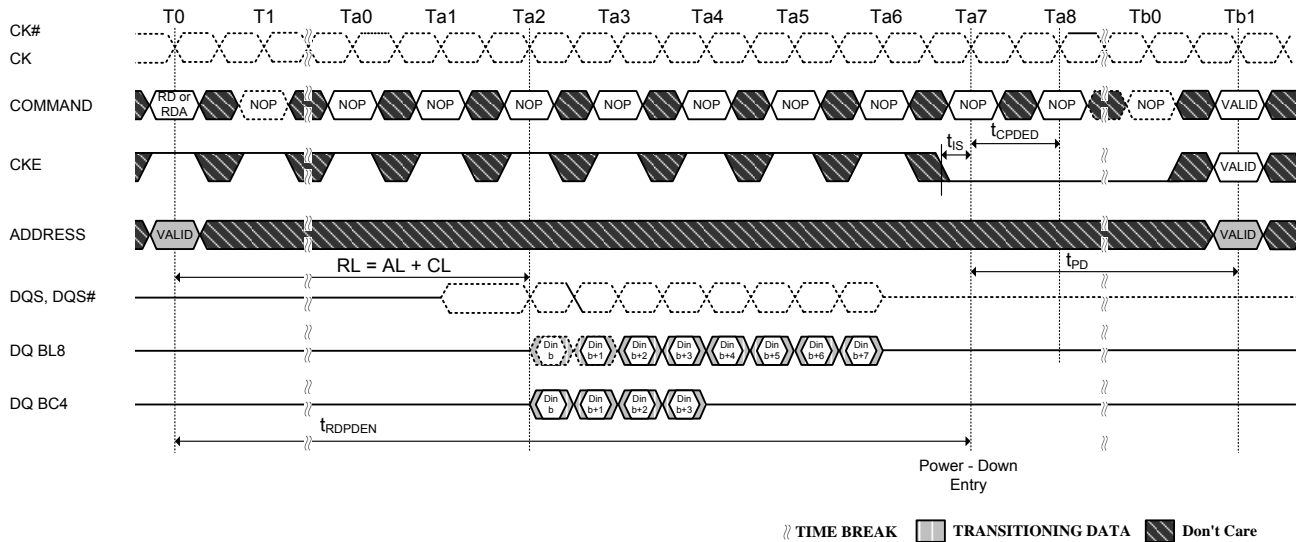 T0 T1 Ta0 Ta1 Ta2 Ta3 Ta4 Ta5 Ta6 Ta7 Ta8 Tb0 Tb1
CK#
CK
COMMAND RD or RDA NOP NOP NOP NOP NOP NOP NOP NOP NOP NOP NOP VALID
tIS tCPDED
CKE VALID
ADDRESS VALID VALID
RL = AL + CL tPD
DQS, DQS#
DQ BL8 Din b Din b+1 Din b+2 Din b+3 Din b+4 Din b+5 Din b+6 Din b+7
DQ BC4 Din b Din b+1 Din b+2 Din b+3
tRDPDEN
Power - Down
Entry
TIME BREAK TRANSITIONING DATA Don't Care